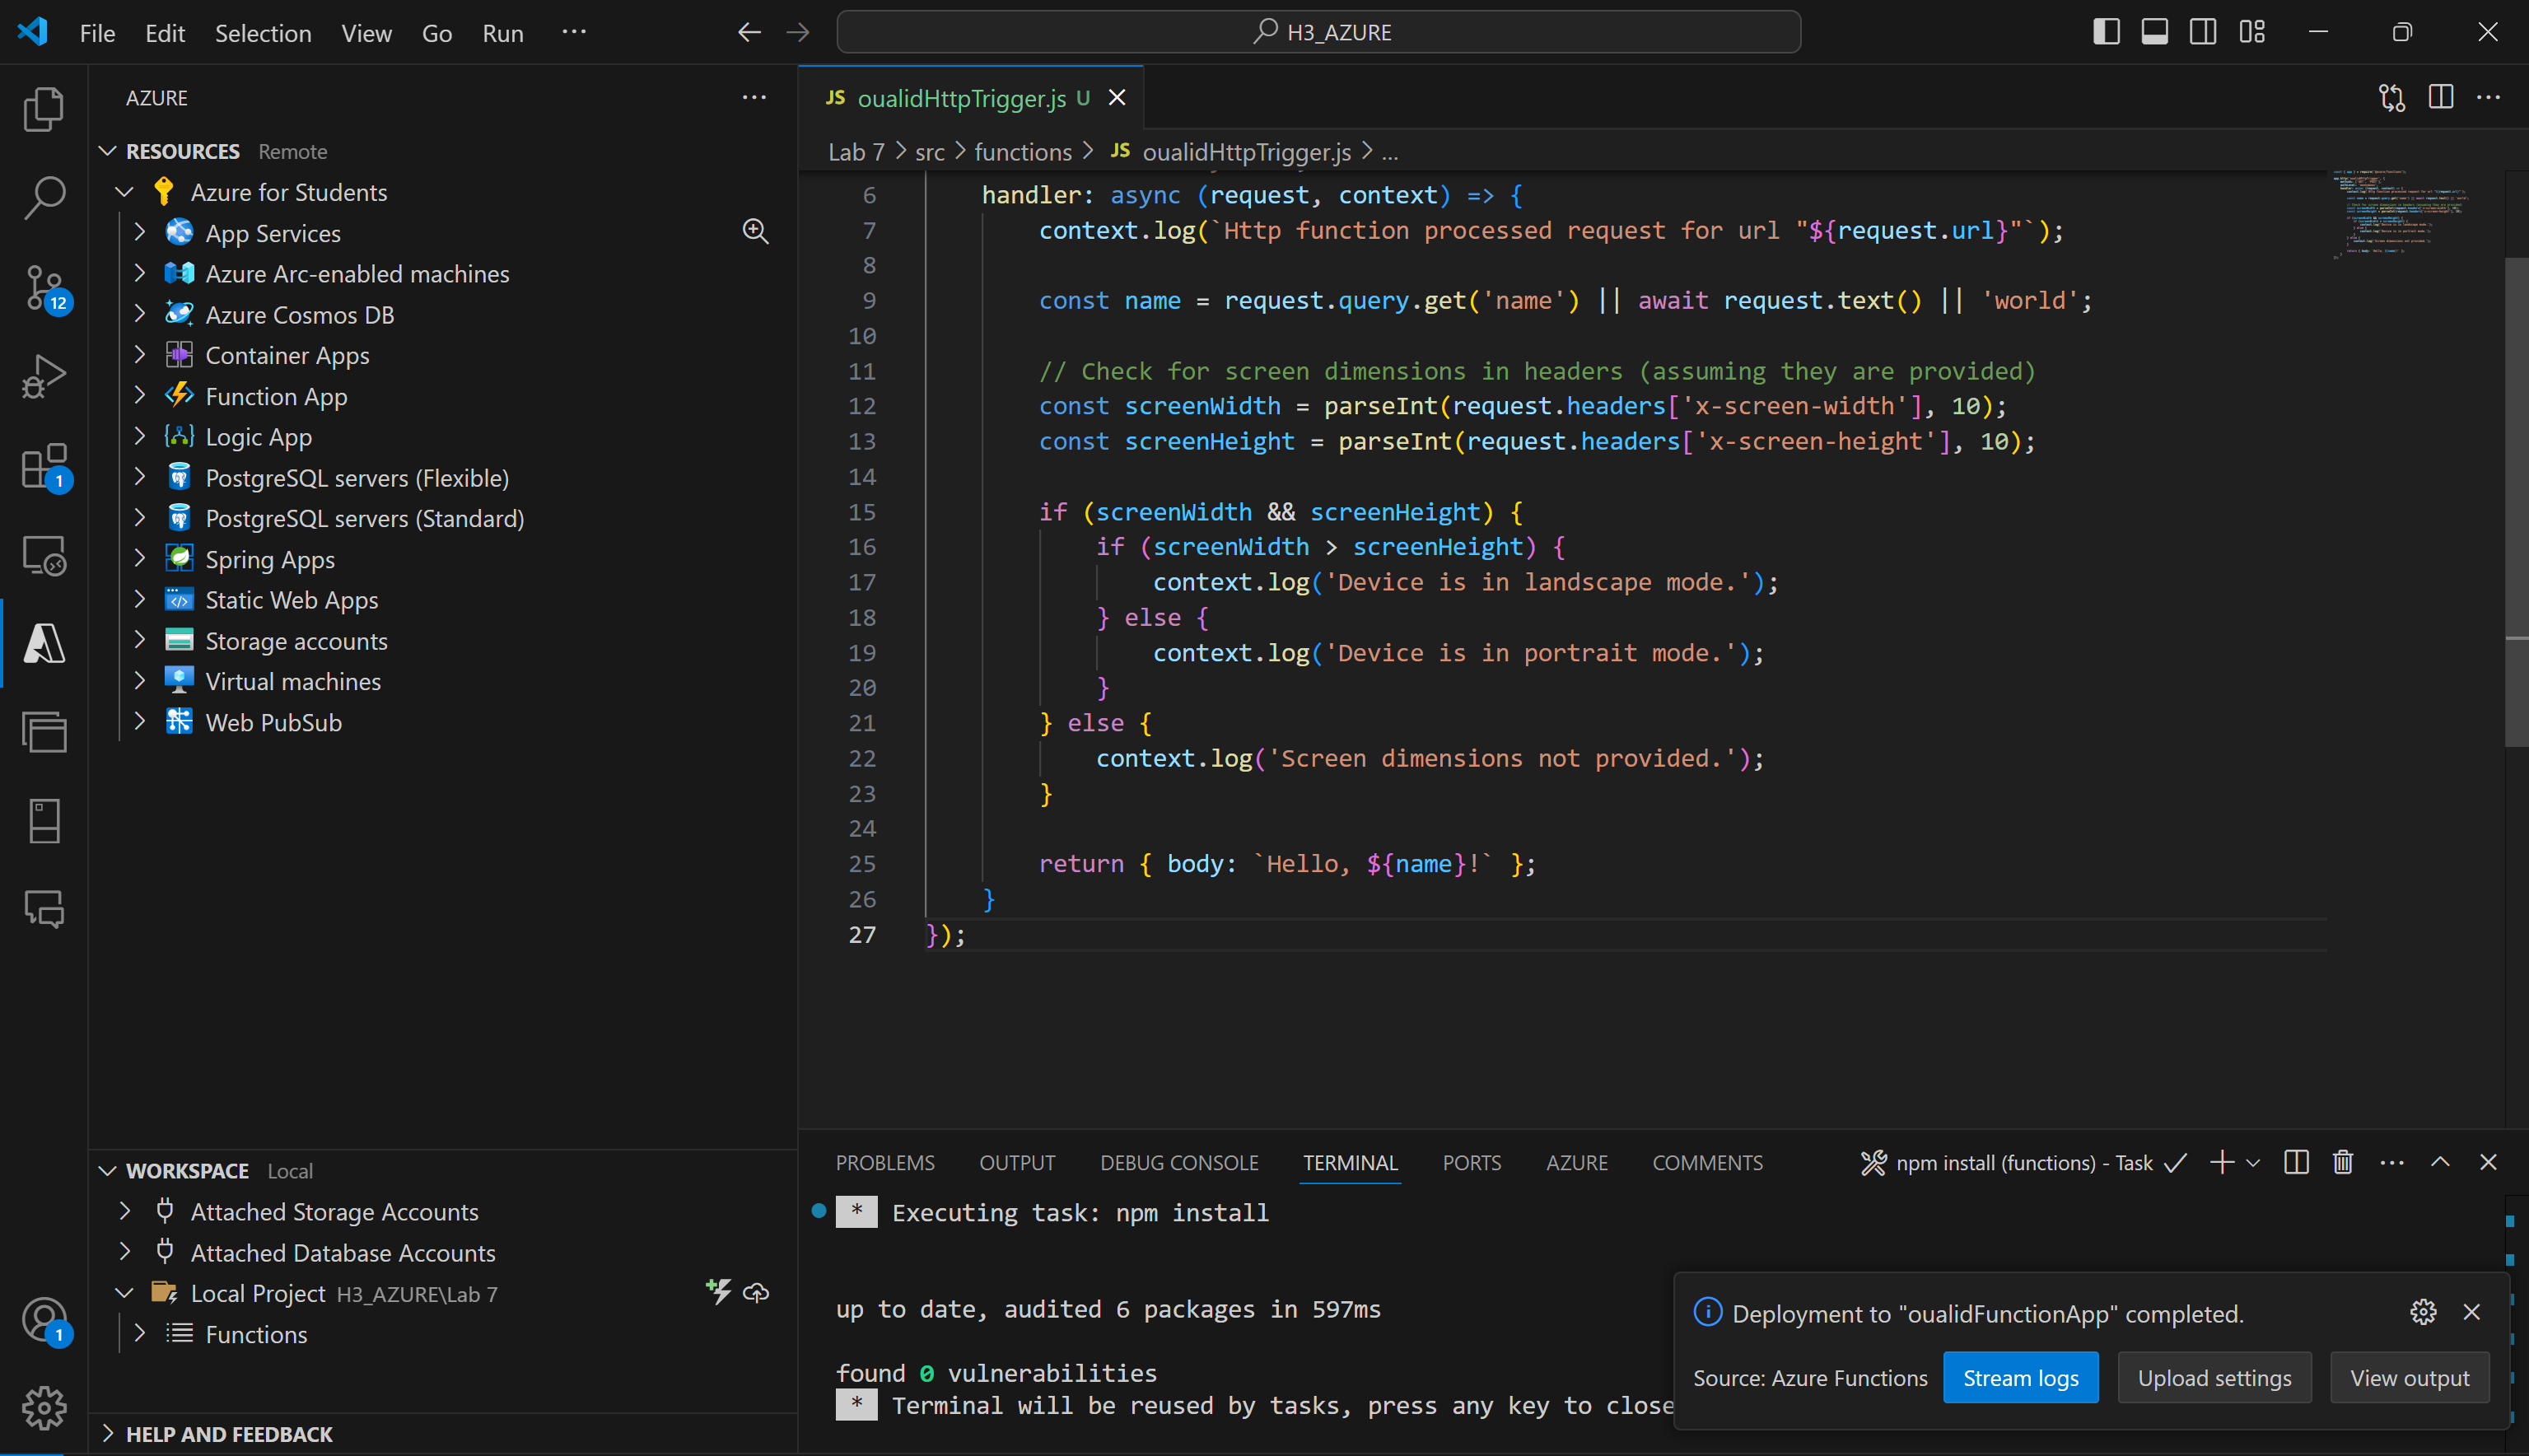 File Edit Selection View Go Run ···
H3_AZURE
AZURE
RESOURCES Remote
Azure for Students
App Services
Azure Arc-enabled machines
Azure Cosmos DB
Container Apps
Function App
Logic App
PostgreSQL servers (Flexible)
PostgreSQL servers (Standard)
Spring Apps
Static Web Apps
Storage accounts
Virtual machines
Web PubSub
12
1
1
WORKSPACE Local
Attached Storage Accounts
Attached Database Accounts
Local Project H3_AZURE\Lab 7
Functions
HELP AND FEEDBACK
JS oualidHttpTrigger.js U
Lab 7 > src > functions > JS oualidHttpTrigger.js > ...
6 handler: async (request, context) => {
7 context.log(`Http function processed request for url "${request.url}"`);
8
9 const name = request.query.get('name') || await request.text() || 'world';
10
11 // Check for screen dimensions in headers (assuming they are provided)
12 const screenWidth = parseInt(request.headers['x-screen-width'], 10);
13 const screenHeight = parseInt(request.headers['x-screen-height'], 10);
14
15 if (screenWidth && screenHeight) {
16 if (screenWidth > screenHeight) {
17 context.log('Device is in landscape mode.');
18 } else {
19 context.log('Device is in portrait mode.');
20 }
21 } else {
22 context.log('Screen dimensions not provided.');
23 }
24
25 return { body: `Hello, ${name}!` };
26 }
27 });
PROBLEMS OUTPUT DEBUG CONSOLE TERMINAL PORTS AZURE COMMENTS
npm install (functions) - Task
* Executing task: npm install
up to date, audited 6 packages in 597ms
found 0 vulnerabilities
* Terminal will be reused by tasks, press any key to close
Deployment to "oualidFunctionApp" completed.
Source: Azure Functions
Stream logs
Upload settings
View output